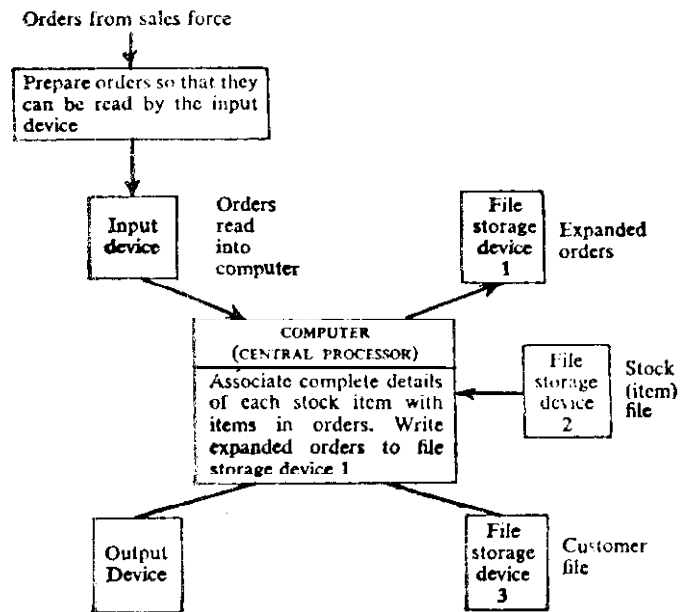 Orders from sales force
Prepare orders so that they
can be read by the input
device
Input
device
Orders
read
into
computer
File
storage
device
1
Expanded
orders
COMPUTER
(CENTRAL PROCESSOR)
Associate complete details
of each stock item with
items in orders. Write
expanded orders to file
storage device 1
File
storage
device
2
Stock
(item)
file
Output
Device
File
storage
device
3
Customer
file